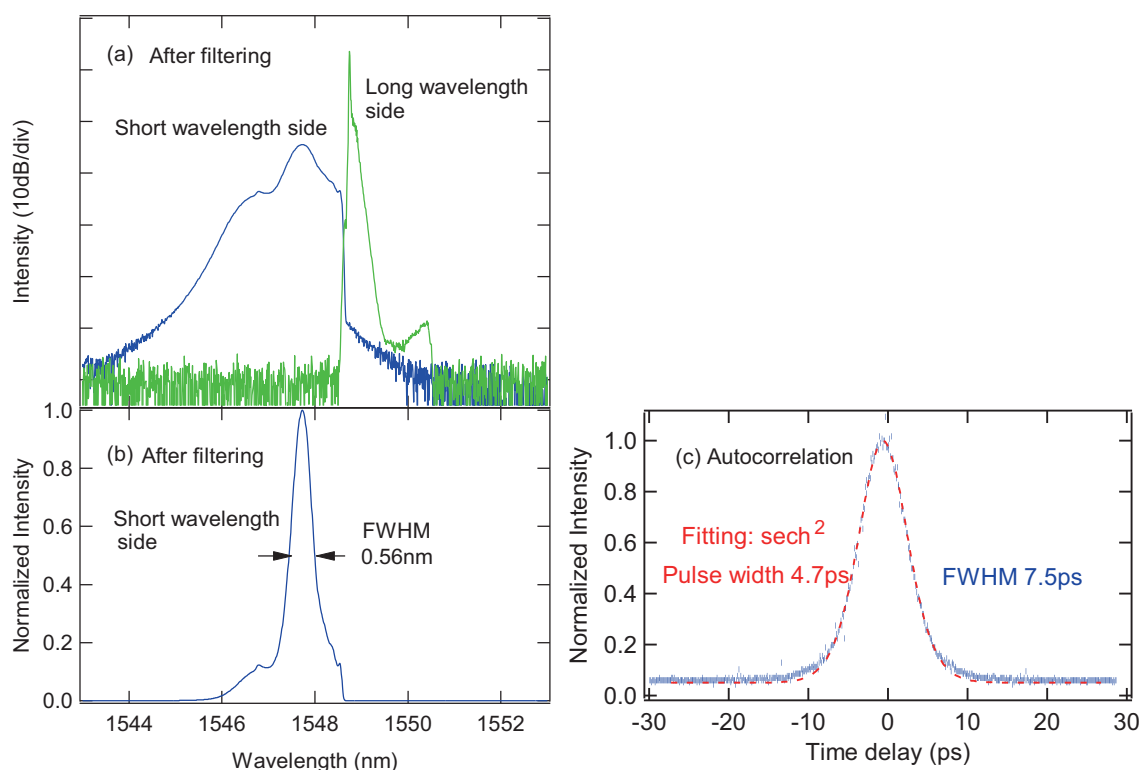 (a) After filtering
Long wavelength
side
Short wavelength side
Intensity (10dB/div)
1.0
0.8
0.6
0.4
0.2
0.0
Normalized Intensity
(b) After filtering
Short wavelength
side
FWHM
0.56nm
1544
1546
1548
1550
1552
Wavelength (nm)
1.0
0.8
0.6
0.4
0.2
0.0
Normalized Intensity
(c) Autocorrelation
Fitting: sech²
Pulse width 4.7ps
FWHM 7.5ps
-30
-20
-10
0
10
20
30
Time delay (ps)